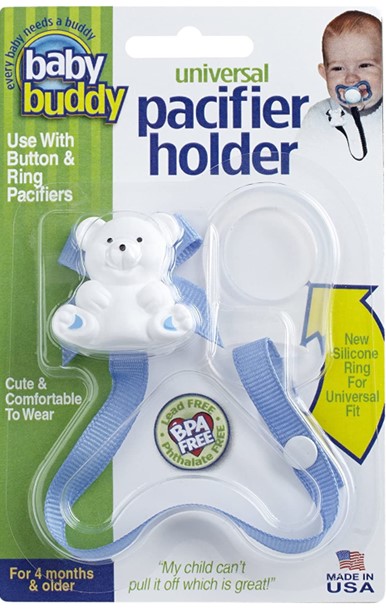 every baby needs a buddy
baby
buddy
universal
pacifier
holder
Use With
Button &
Ring
Pacifiers
New
Silicone
Ring For
Universal
Fit
Cute &
Comfortable
To Wear
Lead FREE
BPA
FREE
Phthalate FREE
For 4 months
& older
"My child can't
pull it off which is great!"
MADE IN
USA